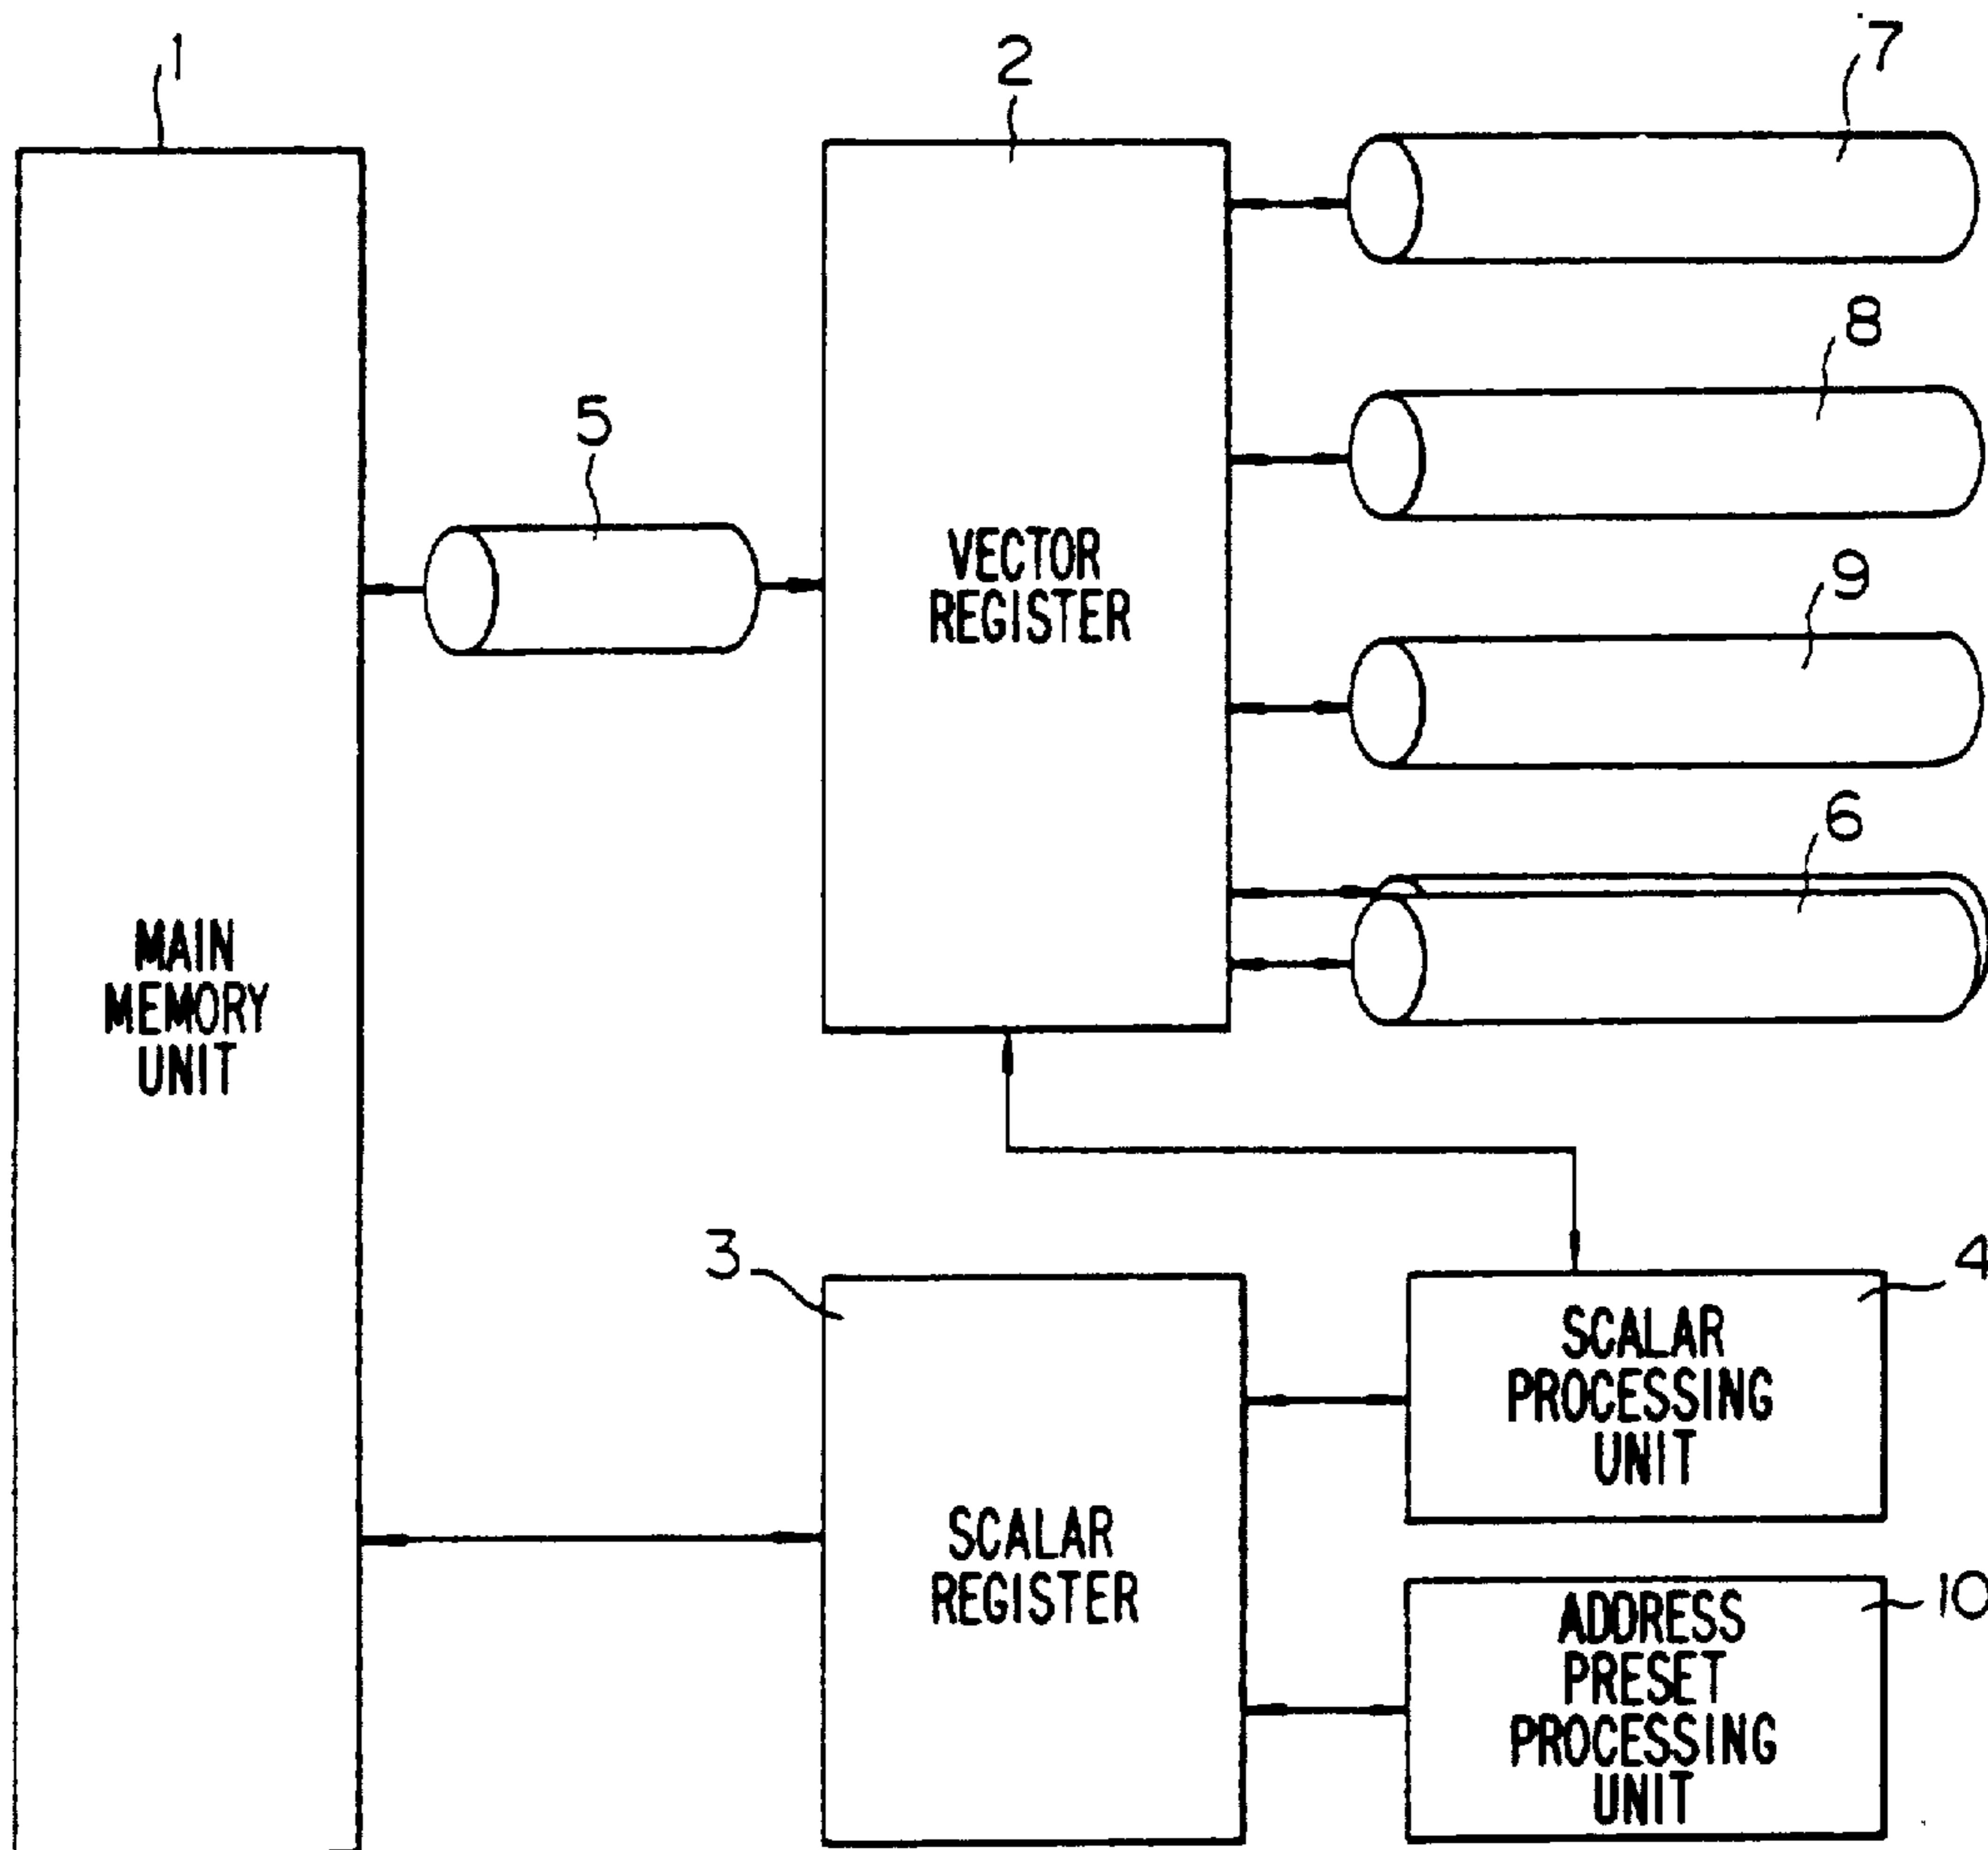 1
2
7
8
5
9
VECTOR
REGISTER
6
MAIN
MEMORY
UNIT
3
4
SCALAR
PROCESSING
UNIT
SCALAR
REGISTER
10
ADDRESS
PRESET
PROCESSING
UNIT